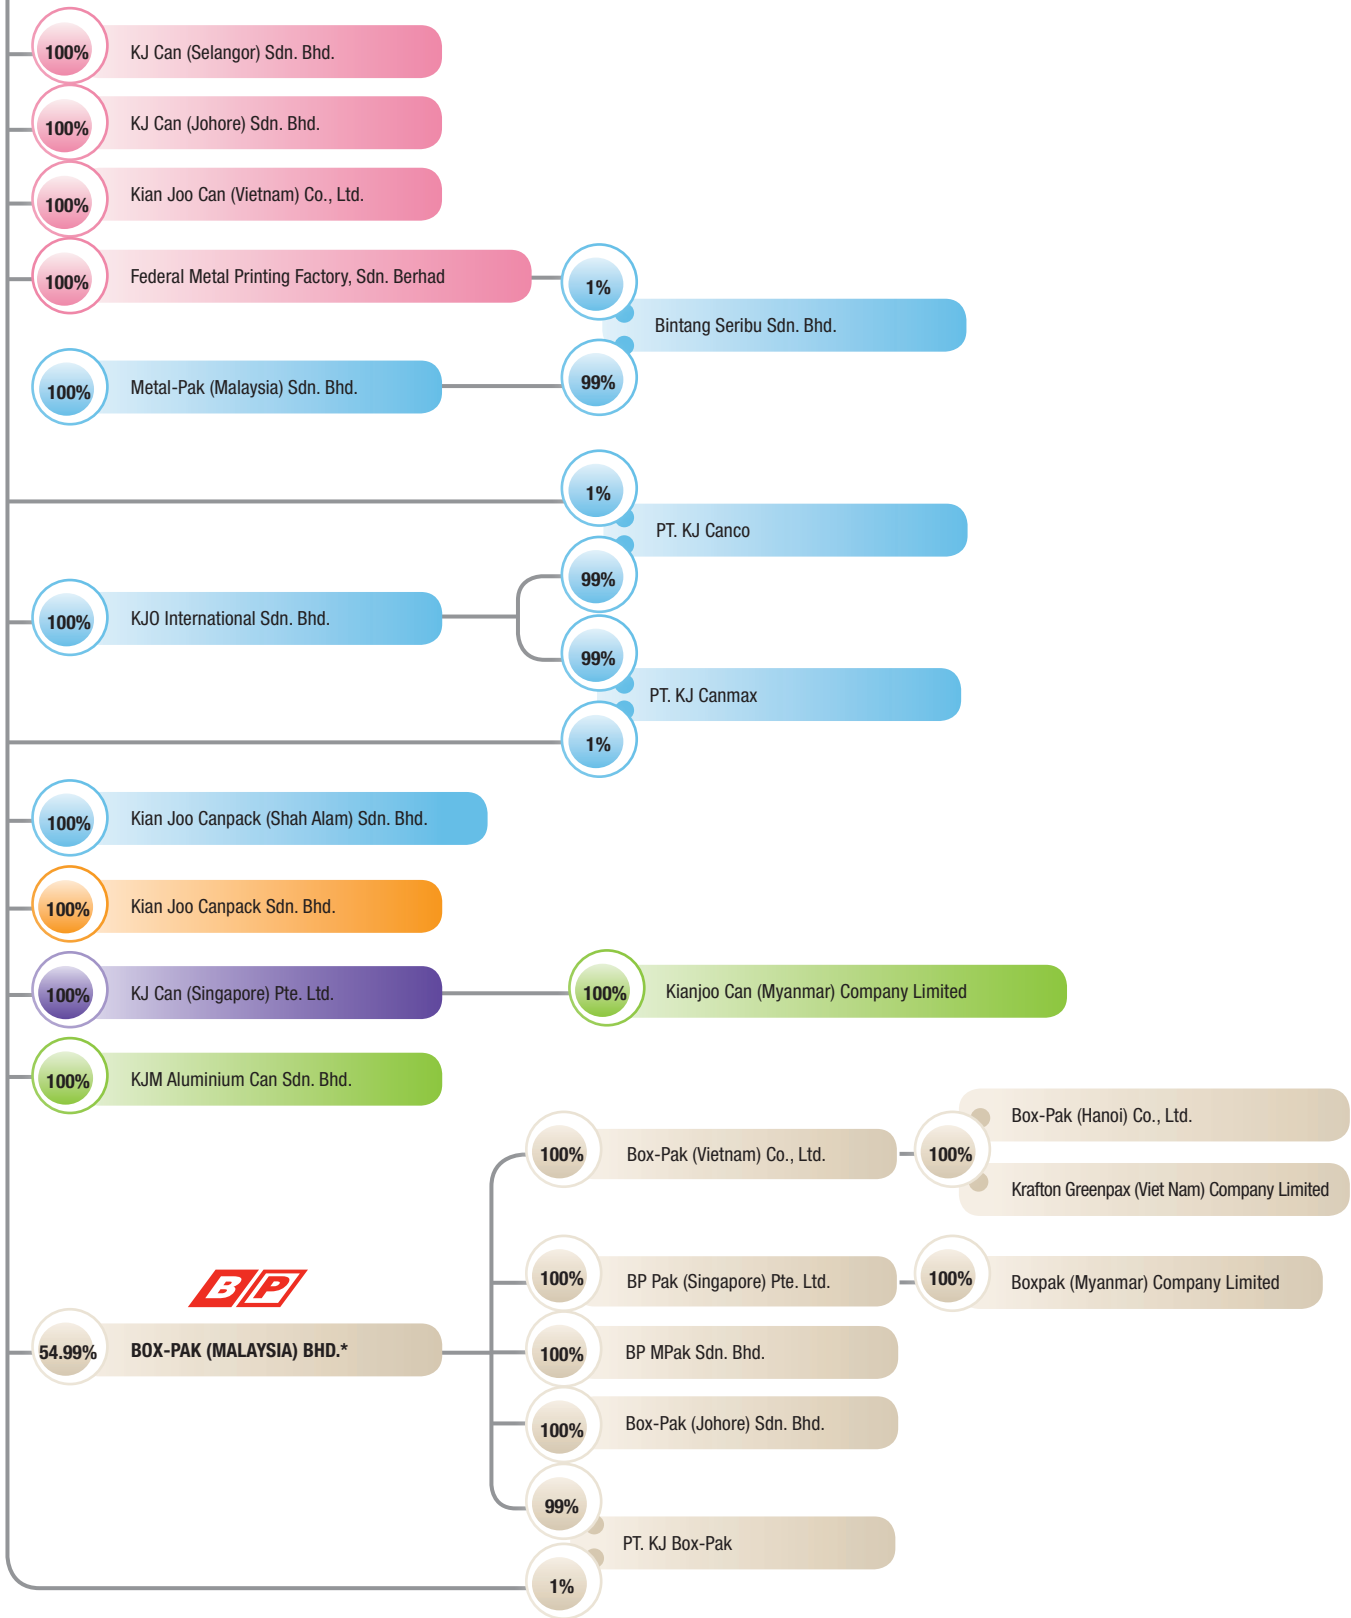 100% KJ Can (Selangor) Sdn. Bhd.
100% KJ Can (Johore) Sdn. Bhd.
100% Kian Joo Can (Vietnam) Co., Ltd.
100% Federal Metal Printing Factory, Sdn. Berhad
1%
Bintang Seribu Sdn. Bhd.
100% Metal-Pak (Malaysia) Sdn. Bhd.
99%
1%
PT. KJ Canco
99%
100% KJO International Sdn. Bhd.
99%
PT. KJ Canmax
1%
100% Kian Joo Canpack (Shah Alam) Sdn. Bhd.
100% Kian Joo Canpack Sdn. Bhd.
100% KJ Can (Singapore) Pte. Ltd.
100% Kianjoo Can (Myanmar) Company Limited
100% KJM Aluminium Can Sdn. Bhd.
100% Box-Pak (Vietnam) Co., Ltd.
100%
Box-Pak (Hanoi) Co., Ltd.
Krafton Greenpax (Viet Nam) Company Limited
100% BP Pak (Singapore) Pte. Ltd.
100% Boxpak (Myanmar) Company Limited
BP
54.99% BOX-PAK (MALAYSIA) BHD.*
100% BP MPak Sdn. Bhd.
100% Box-Pak (Johore) Sdn. Bhd.
99%
PT. KJ Box-Pak
1%